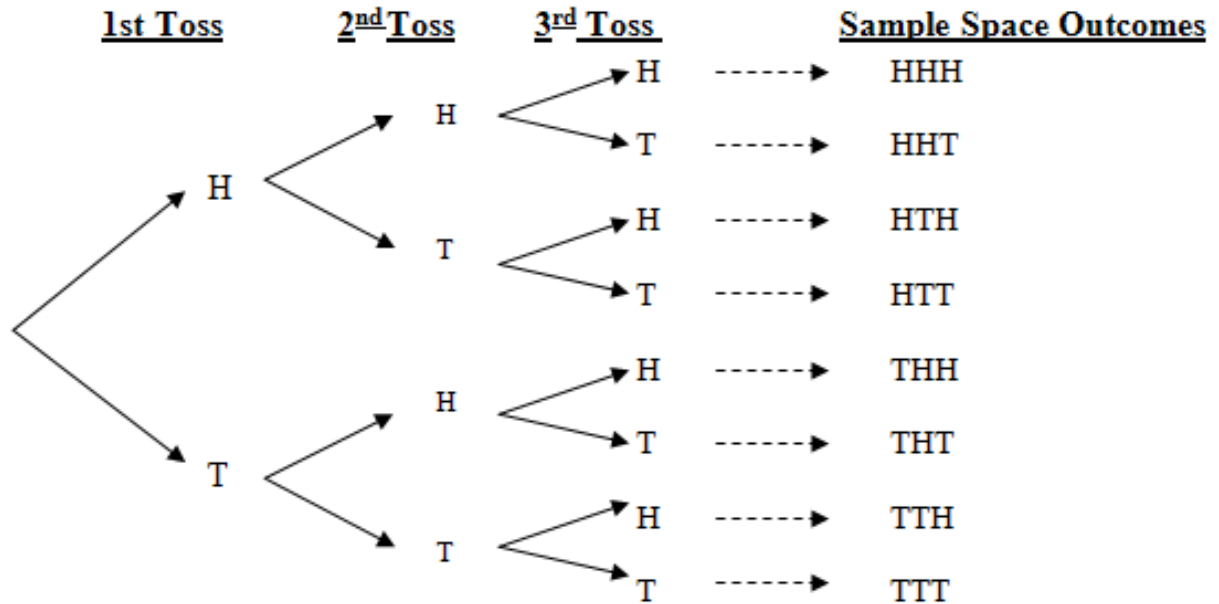 1st Toss 2nd Toss 3rd Toss Sample Space Outcomes
H HHH
H
T HHT
H
H HTH
T
T HTT
H THH
H
T THT
T
H TTH
T
T TTT